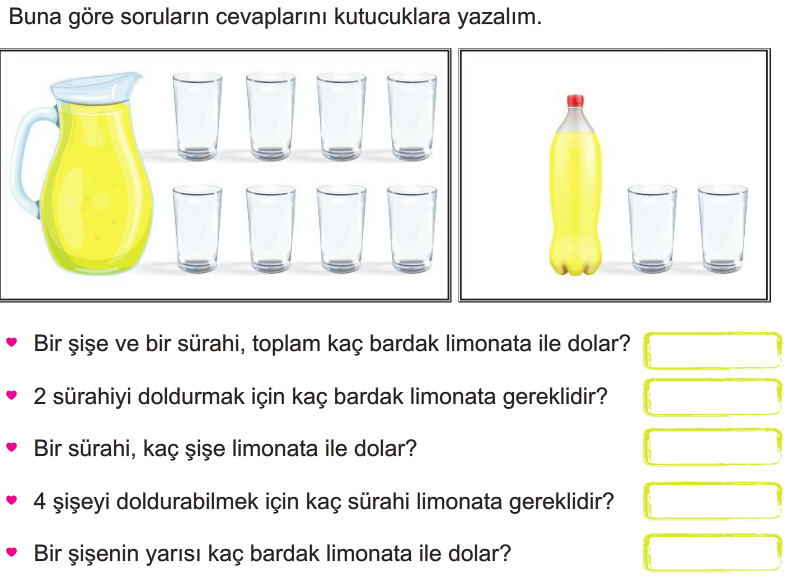 Buna göre soruların cevaplarını kutucuklara yazalım.
Bir şişe ve bir sürahi, toplam kaç bardak limonata ile dolar?
2 sürahiyi doldurmak için kaç bardak limonata gereklidir?
Bir sürahi, kaç şişe limonata ile dolar?
4 şişeyi doldurabilmek için kaç sürahi limonata gereklidir?
Bir şişenin yarısı kaç bardak limonata ile dolar?